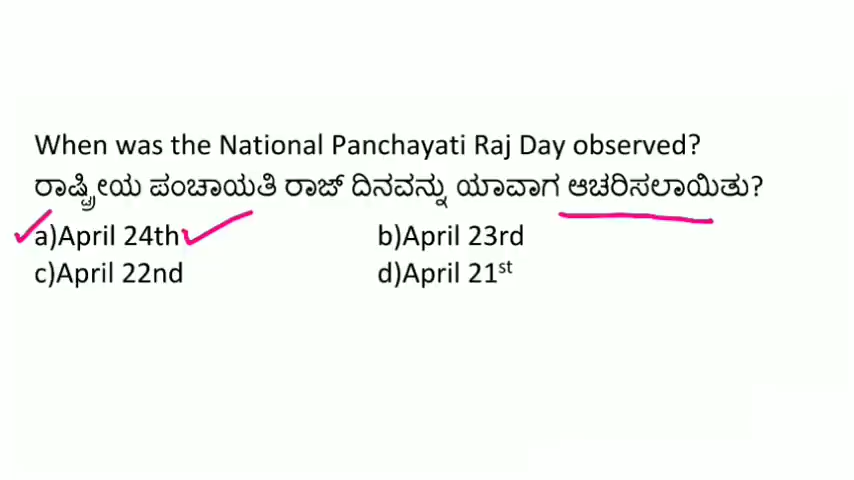 When was the National Panchayati Raj Day observed?
ರಾಷ್ಟ್ರೀಯ ಪಂಚಾಯತಿ ರಾಜ್ ದಿನವನ್ನು ಯಾವಾಗ ಆಚರಿಸಲಾಯಿತು?
a)April 24th b)April 23rd
c)April 22nd d)April 21st